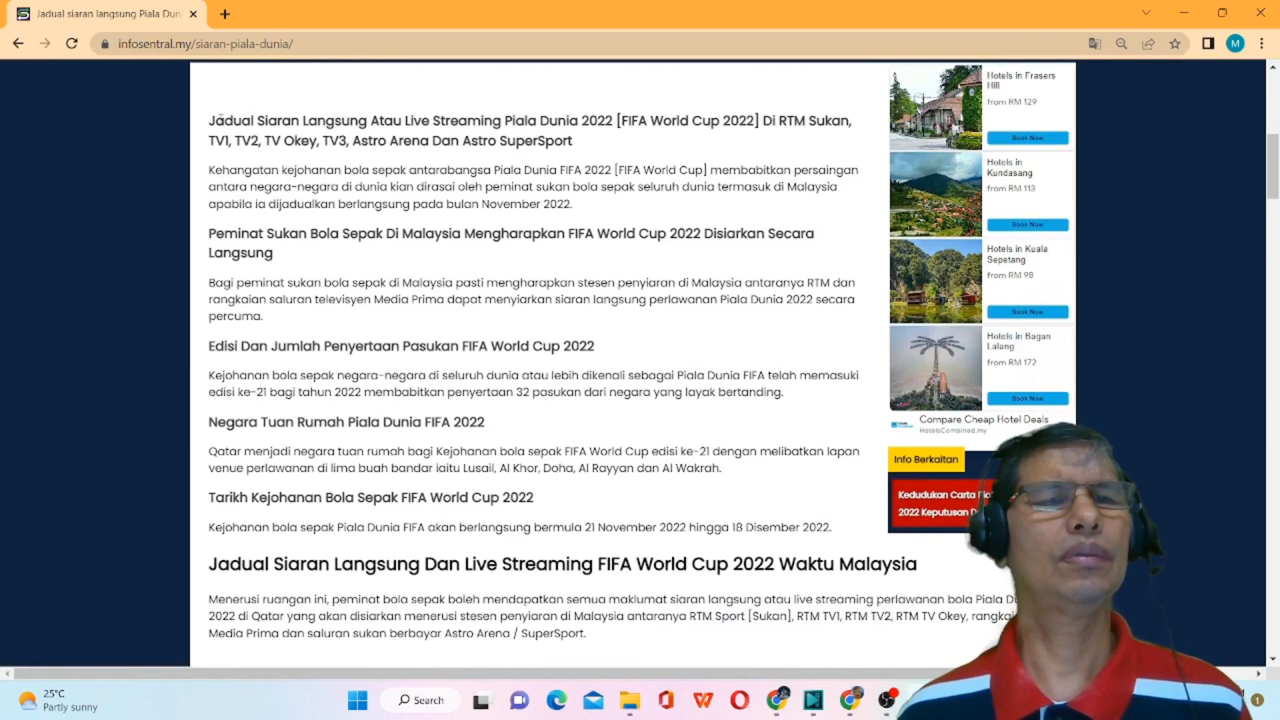 Jadual siaran langsung Piala Dun
infosentral.my/siaran-piala-dunia/
M
Jadual Siaran Langsung Atau Live Streaming Piala Dunia 2022 [FIFA World Cup 2022] Di RTM Sukan,
TV1, TV2, TV Okey, TV3, Astro Arena Dan Astro SuperSport
Kehangatan kejohanan bola sepak antarabangsa Piala Dunia FIFA 2022 [FIFA World Cup] membabitkan persaingan
antara negara-negara di dunia kian dirasai oleh peminat sukan bola sepak seluruh dunia termasuk di Malaysia
apabila ia dijadualkan berlangsung pada bulan November 2022.
Peminat Sukan Bola Sepak Di Malaysia Mengharapkan FIFA World Cup 2022 Disiarkan Secara
Langsung
Bagi peminat sukan bola sepak di Malaysia pasti mengharapkan stesen penyiaran di Malaysia antaranya RTM dan
rangkaian saluran televisyen Media Prima dapat menyiarkan siaran langsung perlawanan Piala Dunia 2022 secara
percuma.
Edisi Dan Jumlah Penyertaan Pasukan FIFA World Cup 2022
Kejohanan bola sepak negara-negara di seluruh dunia atau lebih dikenali sebagai Piala Dunia FIFA telah memasuki
edisi ke-21 bagi tahun 2022 membabitkan penyertaan 32 pasukan dari negara yang layak bertanding.
Negara Tuan Rumah Piala Dunia FIFA 2022
Qatar menjadi negara tuan rumah bagi Kejohanan bola sepak FIFA World Cup edisi ke-21 dengan melibatkan lapan
venue perlawanan di lima buah bandar iaitu Lusail, Al Khor, Doha, Al Rayyan dan Al Wakrah.
Tarikh Kejohanan Bola Sepak FIFA World Cup 2022
Kejohanan bola sepak Piala Dunia FIFA akan berlangsung bermula 21 November 2022 hingga 18 Disember 2022.
Jadual Siaran Langsung Dan Live Streaming FIFA World Cup 2022 Waktu Malaysia
Menerusi ruangan ini, peminat bola sepak boleh mendapatkan semua maklumat siaran langsung atau live streaming perlawanan bola Piala Du
2022 di Qatar yang akan disiarkan menerusi stesen penyiaran di Malaysia antaranya RTM Sport [Sukan], RTM TV1, RTM TV2, RTM TV Okey, rangkai
Media Prima dan saluran sukan berbayar Astro Arena / SuperSport.
Hotels in Frasers
Hill
from RM 129
Book Now
Hotels in
Kundasang
from RM 113
Book Now
Hotels in Kuala
Sepetang
from RM 98
Book Now
Hotels in Bagan
Lalang
from RM 172
Book Now
Compare Cheap Hotel Deals
HotelsCombined.my
Info Berkaitan
Kedudukan Carta
2022 Keputusan
25°C
Partly sunny
Search
1